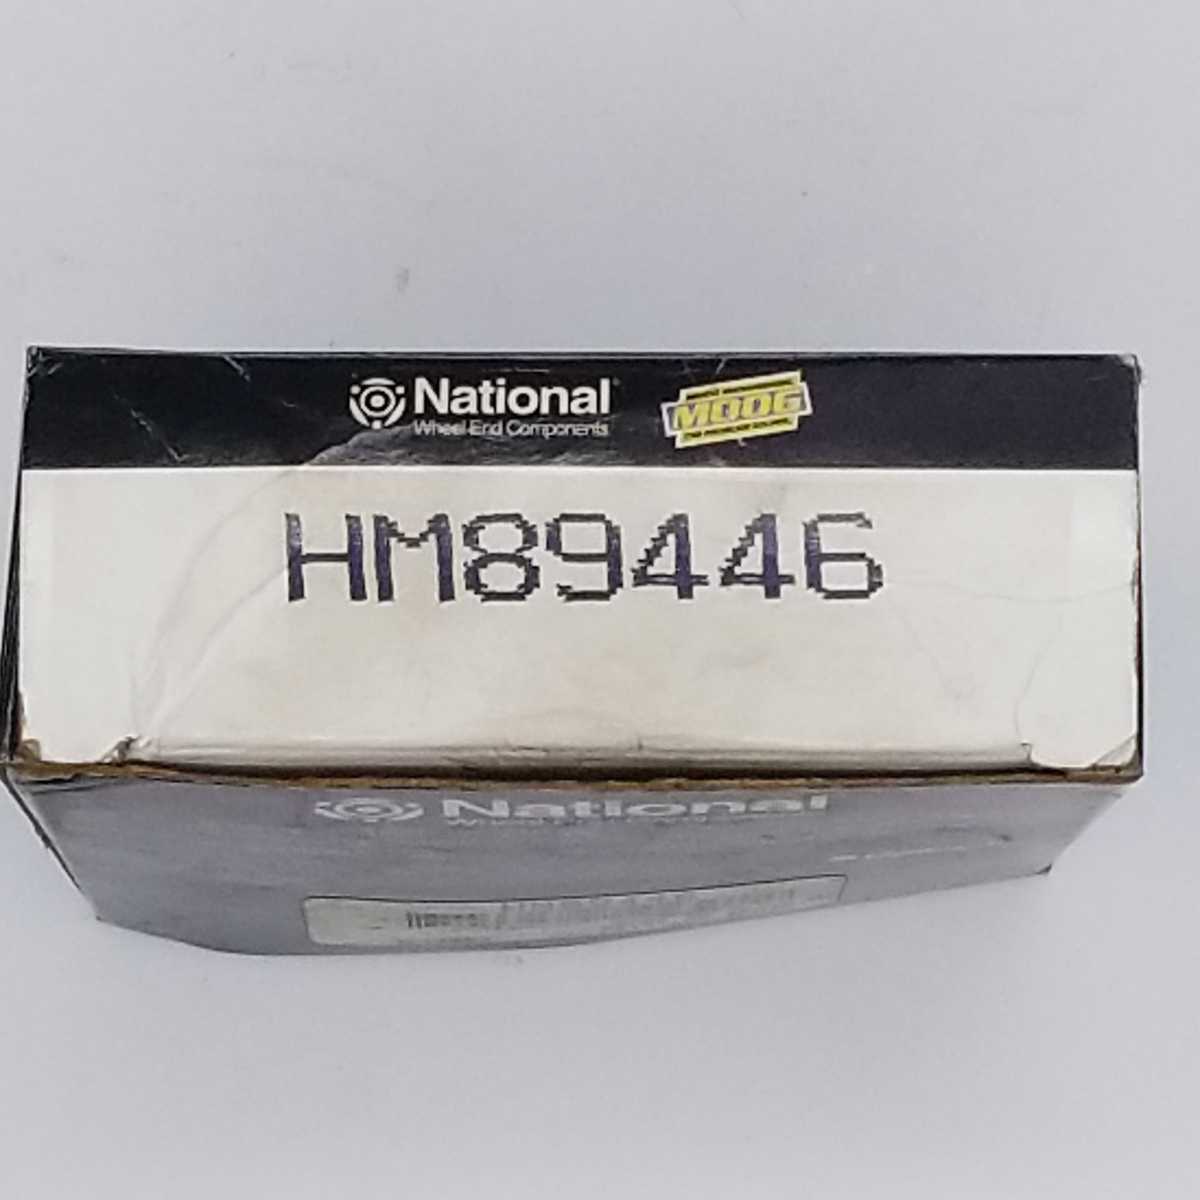 National
Wheel End Components
MOOG
HM89446
National